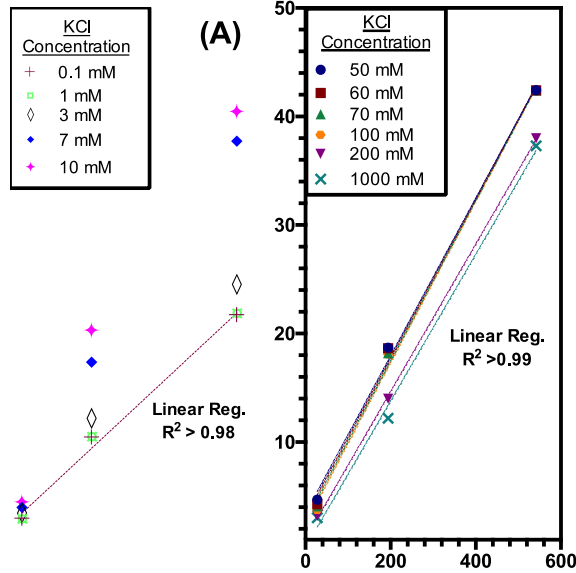 KCl
Concentration
0.1 mM
1 mM
3 mM
7 mM
10 mM
(A)
Linear Reg.
R² > 0.98
KCl
Concentration
50 mM
60 mM
70 mM
100 mM
200 mM
1000 mM
Linear Reg.
R² >0.99
50
40
30
20
10
0
200
400
600